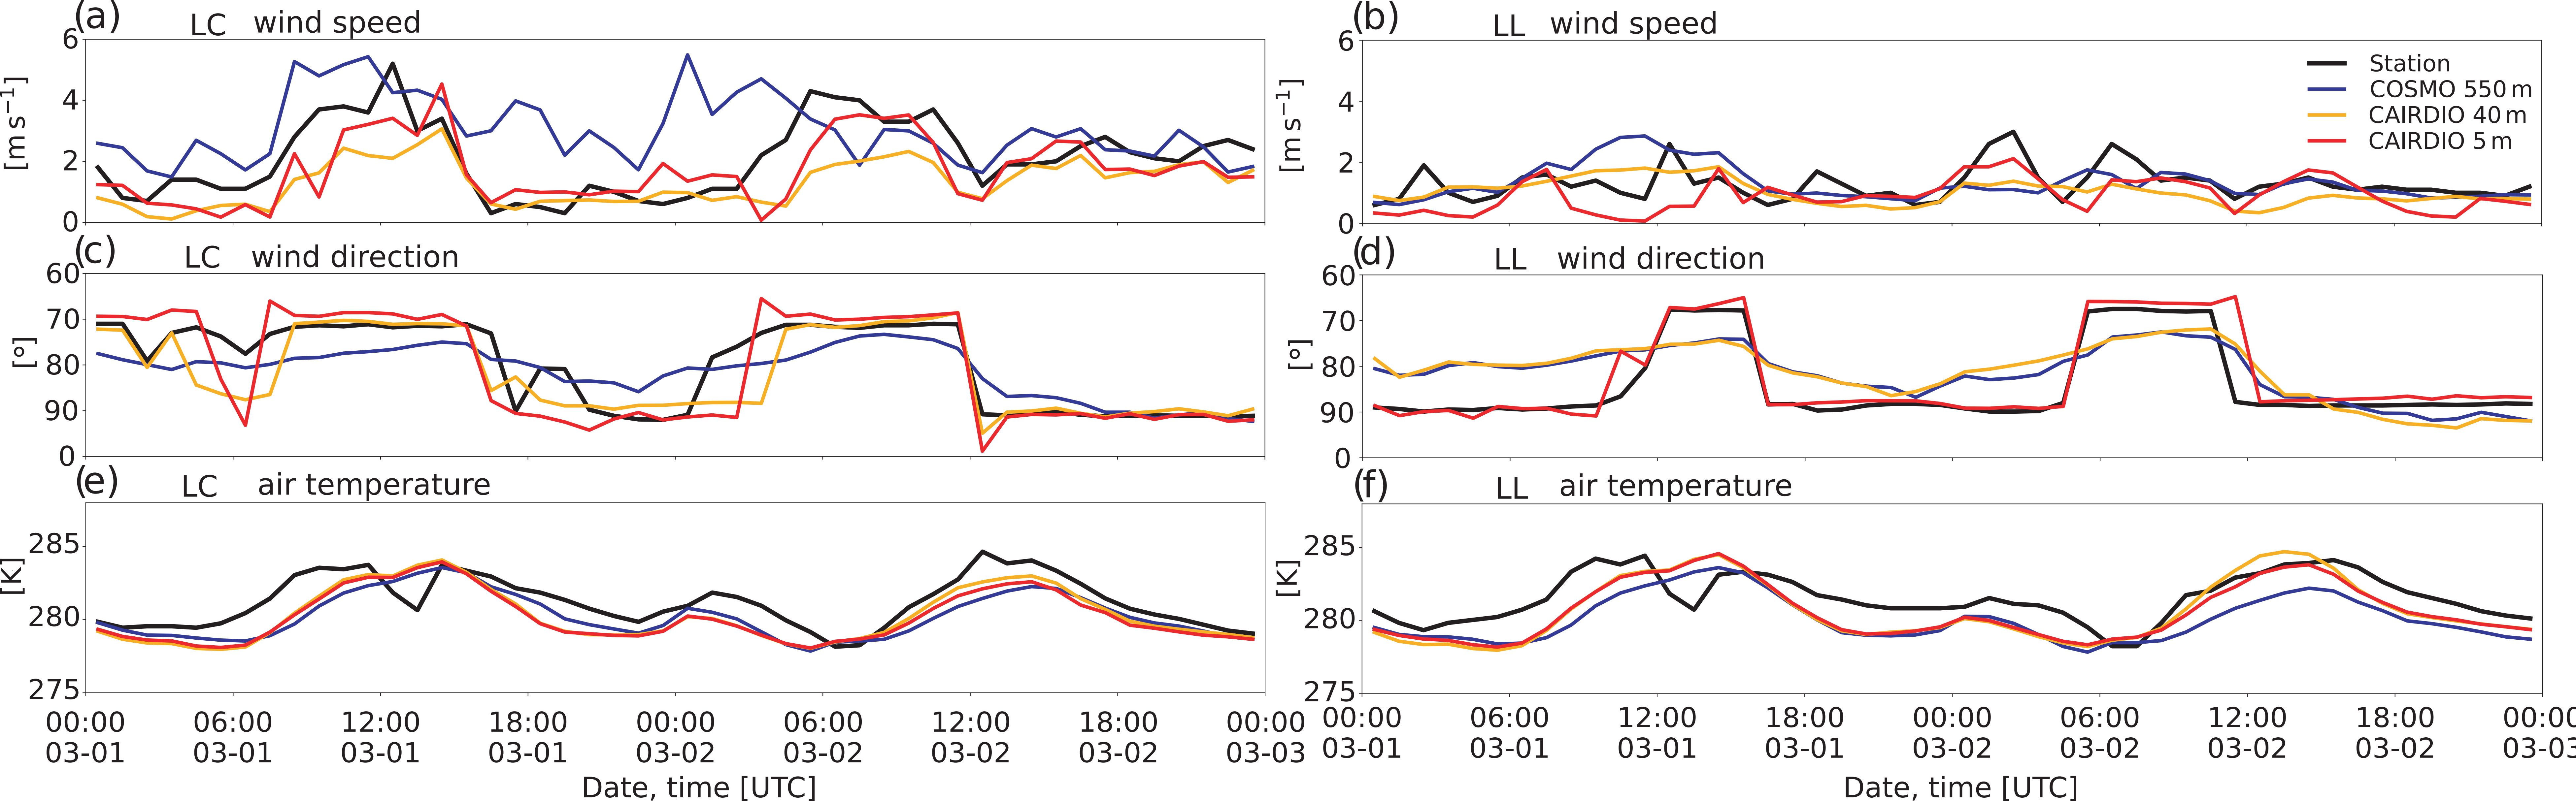 (a) LC wind speed
6
4
2
0
[m s⁻¹]
(b) LL wind speed
6
4
2
0
[m s⁻¹]
Station
COSMO 550 m
CAIRDIO 40 m
CAIRDIO 5 m
(c) LC wind direction
60
70
80
90
0
[°]
(d) LL wind direction
60
70
80
90
0
[°]
(e) LC air temperature
285
280
275
[K]
00:00 06:00 12:00 18:00 00:00 06:00 12:00 18:00 00:00
03-01 03-01 03-01 03-01 03-02 03-02 03-02 03-02 03-03
Date, time [UTC]
(f) LL air temperature
285
280
275
[K]
00:00 06:00 12:00 18:00 00:00 06:00 12:00 18:00 00:00
03-01 03-01 03-01 03-01 03-02 03-02 03-02 03-02 03-03
Date, time [UTC]